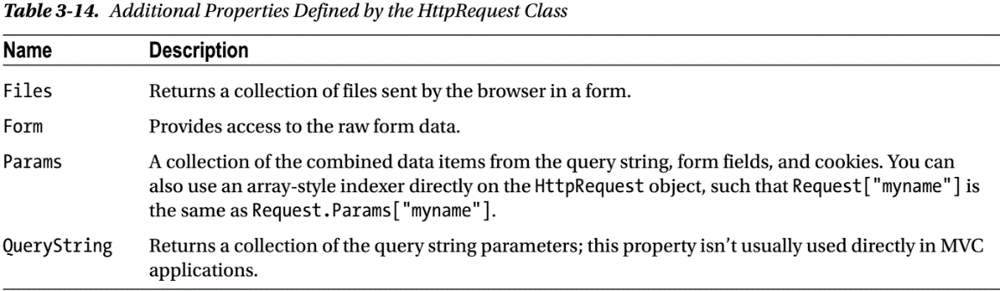 Table 3-14. Additional Properties Defined by the HttpRequest Class
Name Description
Files Returns a collection of files sent by the browser in a form.
Form Provides access to the raw form data.
Params A collection of the combined data items from the query string, form fields, and cookies. You can
also use an array-style indexer directly on the HttpRequest object, such that Request["myname"] is
the same as Request.Params["myname"].
QueryString Returns a collection of the query string parameters; this property isn't usually used directly in MVC
applications.